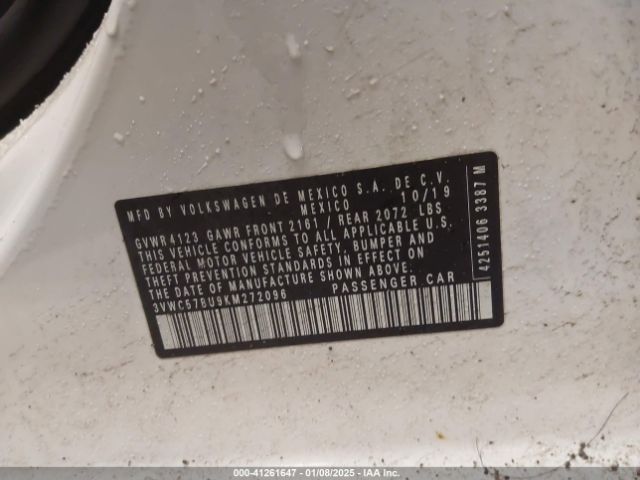 MFD BY VOLKSWAGEN DE MEXICO S.A. DE C.V.
MEXICO 10/19
GVWR 4123 GAWR FRONT 2161 / REAR 2072 LBS
THIS VEHICLE CONFORMS TO ALL APPLICABLE U.S.
FEDERAL MOTOR VEHICLE SAFETY, BUMPER AND
THEFT PREVENTION STANDARDS IN EFFECT ON
THE DATE OF MANUFACTURE SHOWN ABOVE.
3VWC57BU9KM272096 PASSENGER CAR
4251406 3387 M
000-41261647 - 01/08/2025 - IAA Inc.